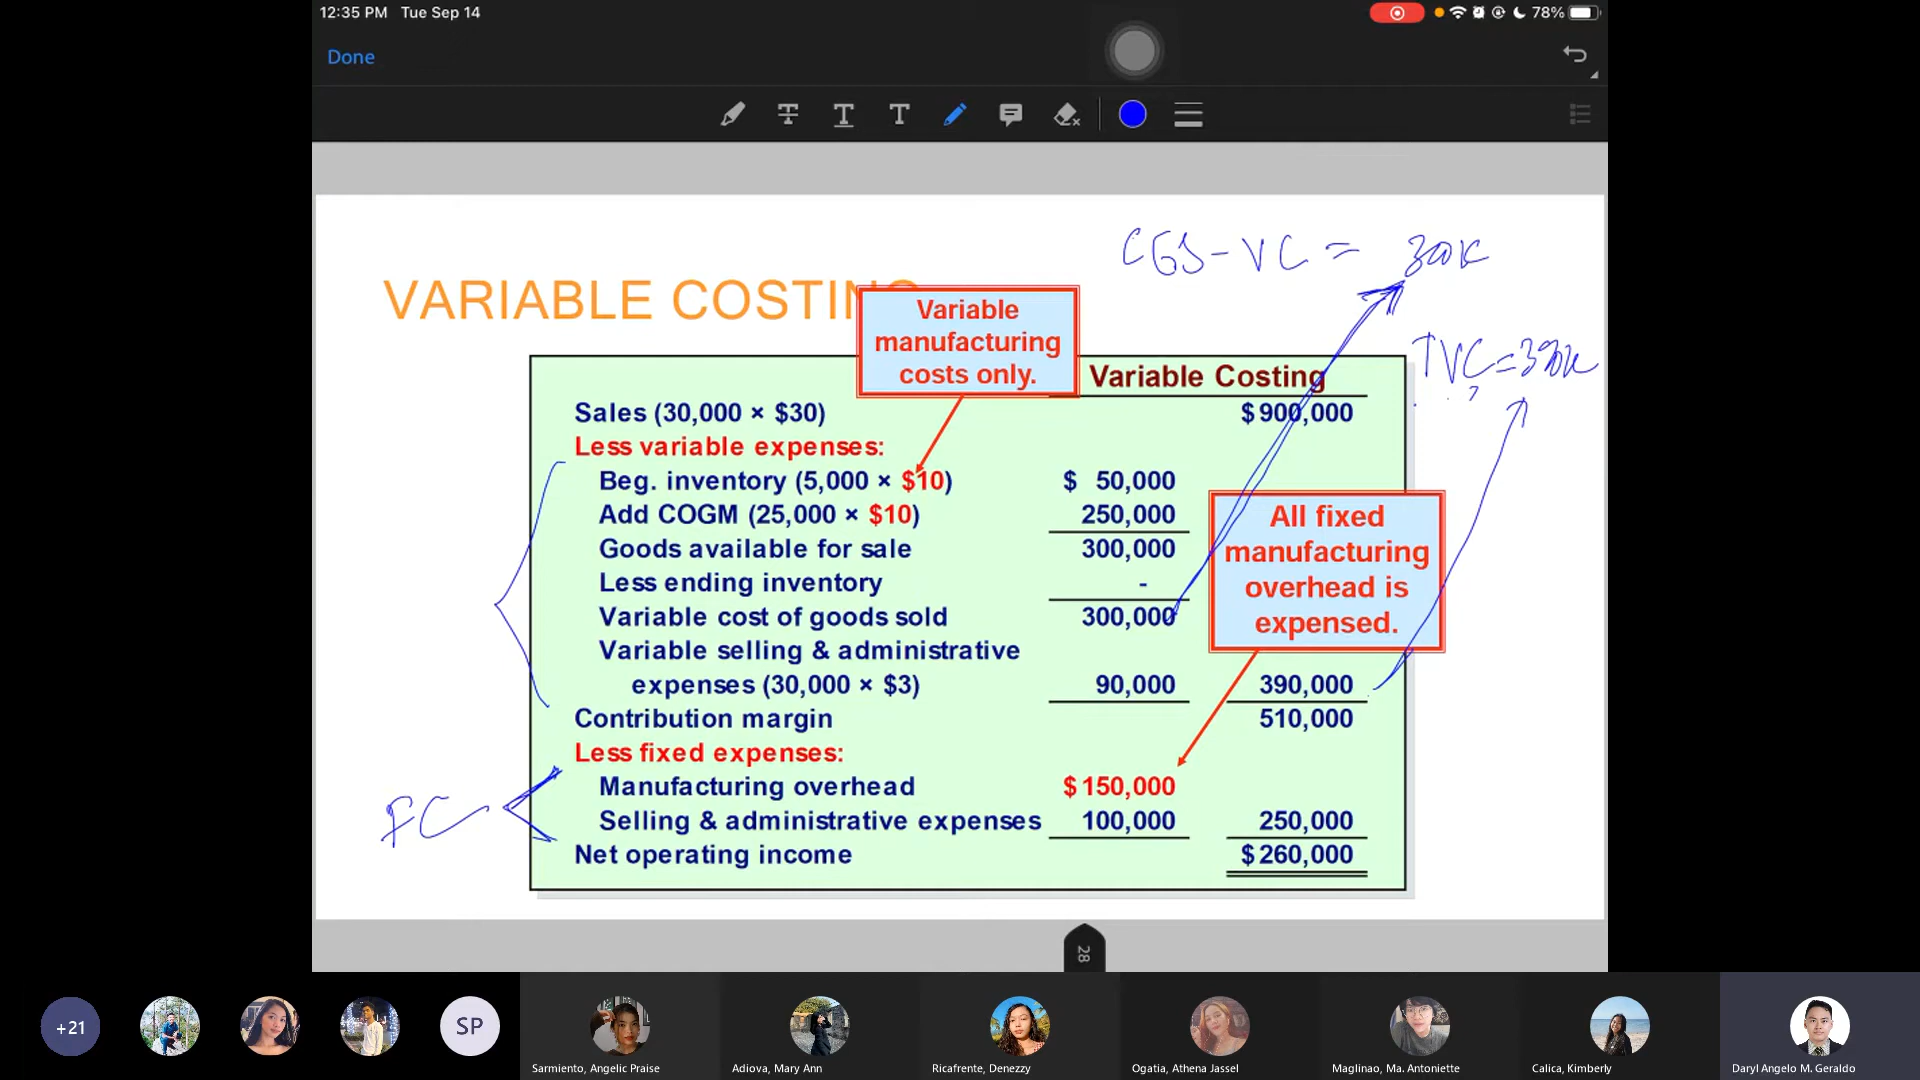 12:35 PM Tue Sep 14
78%
Done
CGS-VC = 300K
VARIABLE COSTING
Variable
manufacturing
costs only.
TVC=390K
Variable Costing
Sales (30,000 × $30) $ 900,000
Less variable expenses:
Beg. inventory (5,000 × $10) $ 50,000
Add COGM (25,000 × $10) 250,000
Goods available for sale 300,000
Less ending inventory -
Variable cost of goods sold 300,000
Variable selling & administrative
expenses (30,000 × $3) 90,000 390,000
Contribution margin 510,000
Less fixed expenses:
Manufacturing overhead $ 150,000
Selling & administrative expenses 100,000 250,000
Net operating income $ 260,000
All fixed
manufacturing
overhead is
expensed.
FC
28
+21
SP
Sarmiento, Angelic Praise
Adiova, Mary Ann
Ricafrente, Denezzy
Ogatia, Athena Jassel
Maglinao, Ma. Antoniette
Calica, Kimberly
Daryl Angelo M. Geraldo